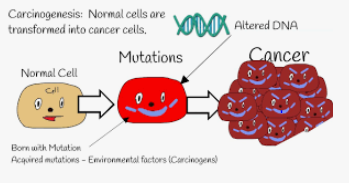 Carcinogenesis: Normal cells are
transformed into cancer cells.
Altered DNA
Mutations
Cancer
Normal Cell
Cell
Born with Mutation
Acquired mutations - Environmental factors (Carcinogens)